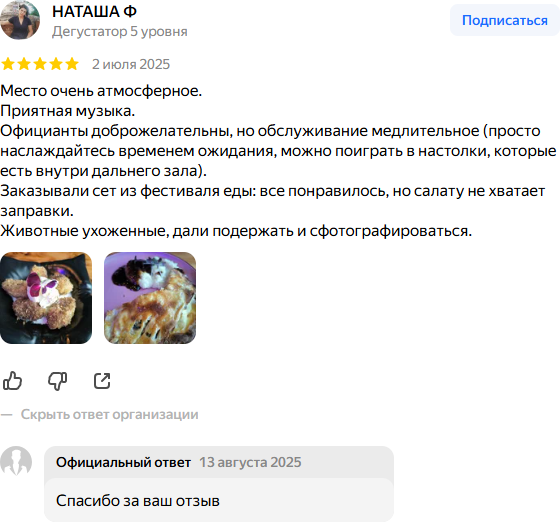 НАТАША Ф
Дегустатор 5 уровня
Подписаться
2 июля 2025
Место очень атмосферное.
Приятная музыка.
Официанты доброжелательны, но обслуживание медлительное (просто
наслаждайтесь временем ожидания, можно поиграть в настолки, которые
есть внутри дальнего зала).
Заказывали сет из фестиваля еды: все понравилось, но салату не хватает
заправки.
Животные ухоженные, дали подержать и сфотографироваться.
— Скрыть ответ организации
Официальный ответ 13 августа 2025
Спасибо за ваш отзыв